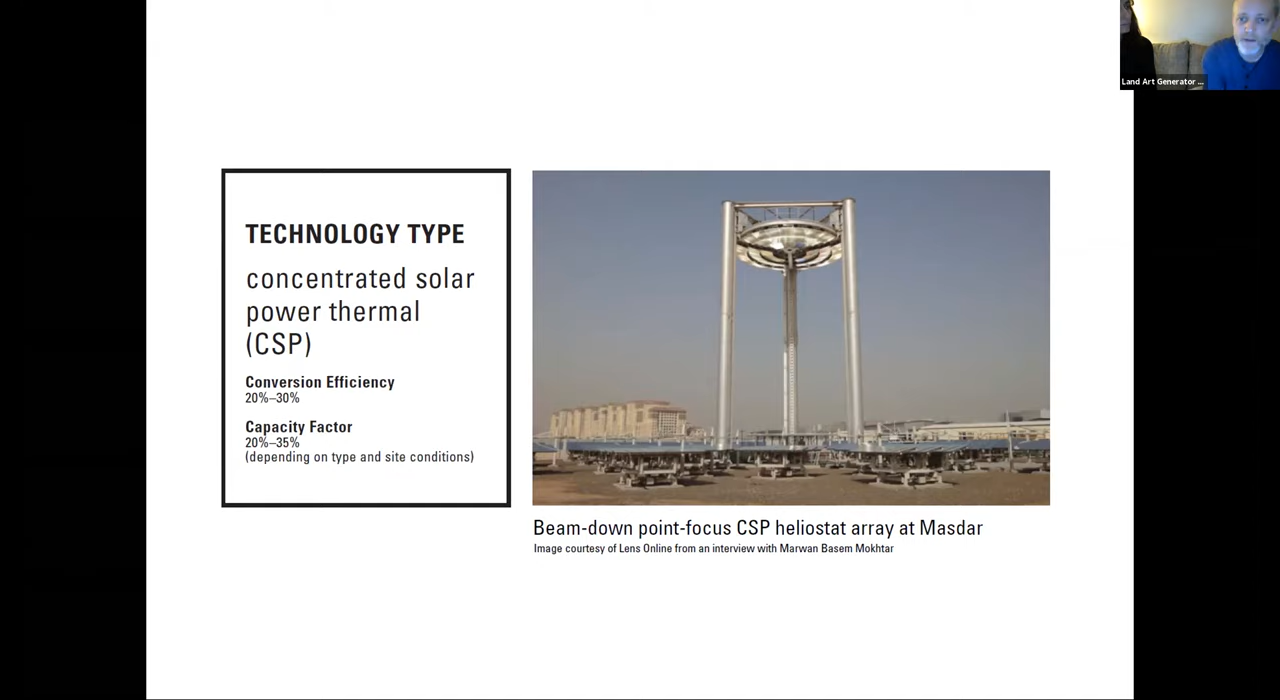 Land Art Generator ...
TECHNOLOGY TYPE
concentrated solar
power thermal
(CSP)
Conversion Efficiency
20%–30%
Capacity Factor
20%–35%
(depending on type and site conditions)
Beam-down point-focus CSP heliostat array at Masdar
Image courtesy of Lens Online from an interview with Marwan Basem Mokhtar